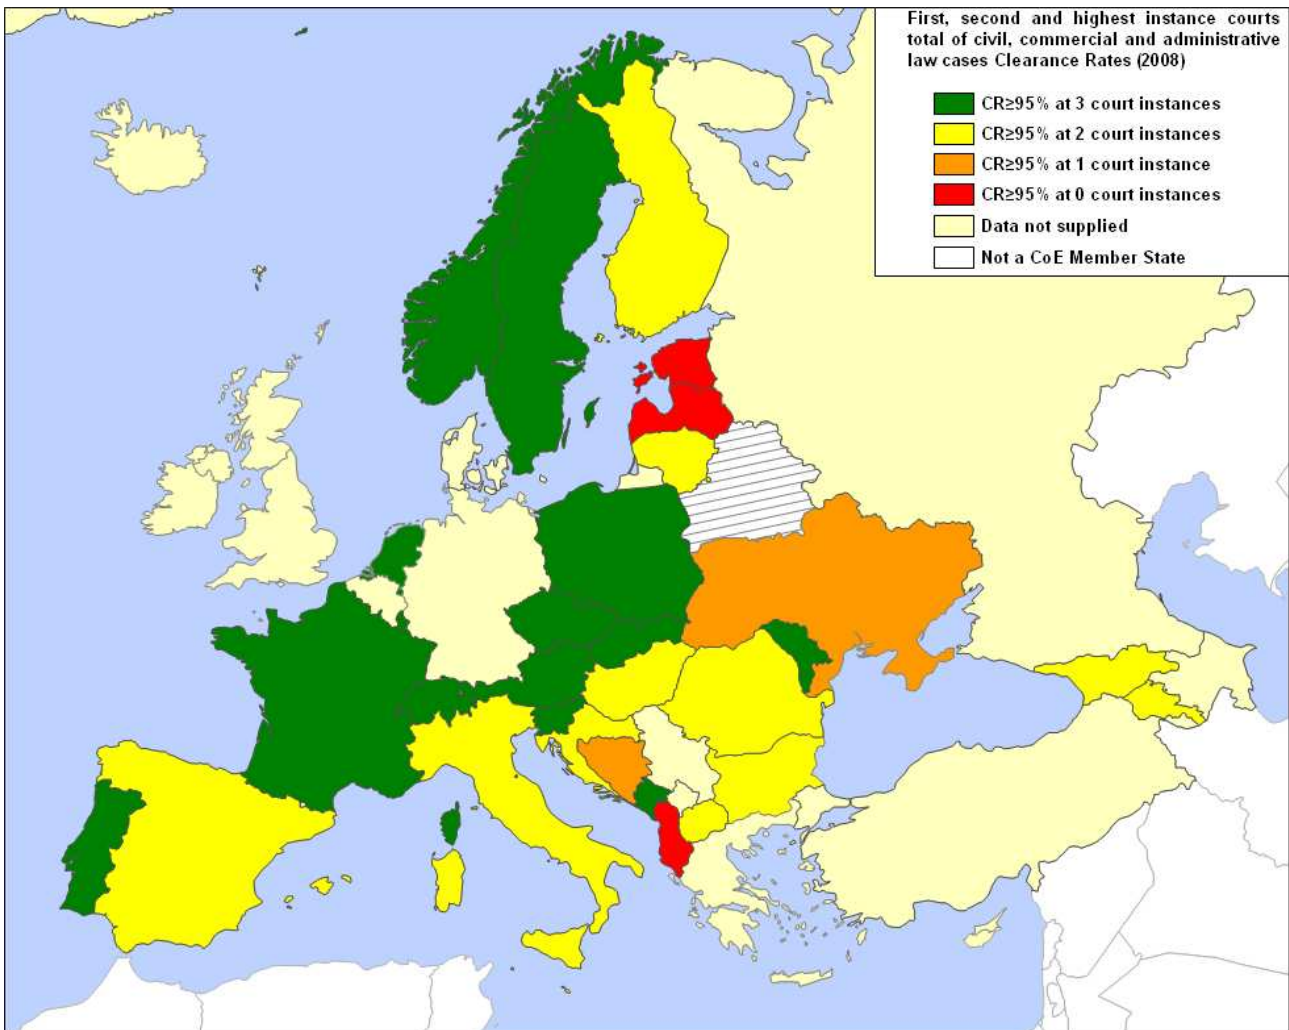 First, second and highest instance courts
total of civil, commercial and administrative
law cases Clearance Rates (2008)
CR≥95% at 3 court instances
CR≥95% at 2 court instances
CR≥95% at 1 court instance
CR≥95% at 0 court instances
Data not supplied
Not a CoE Member State